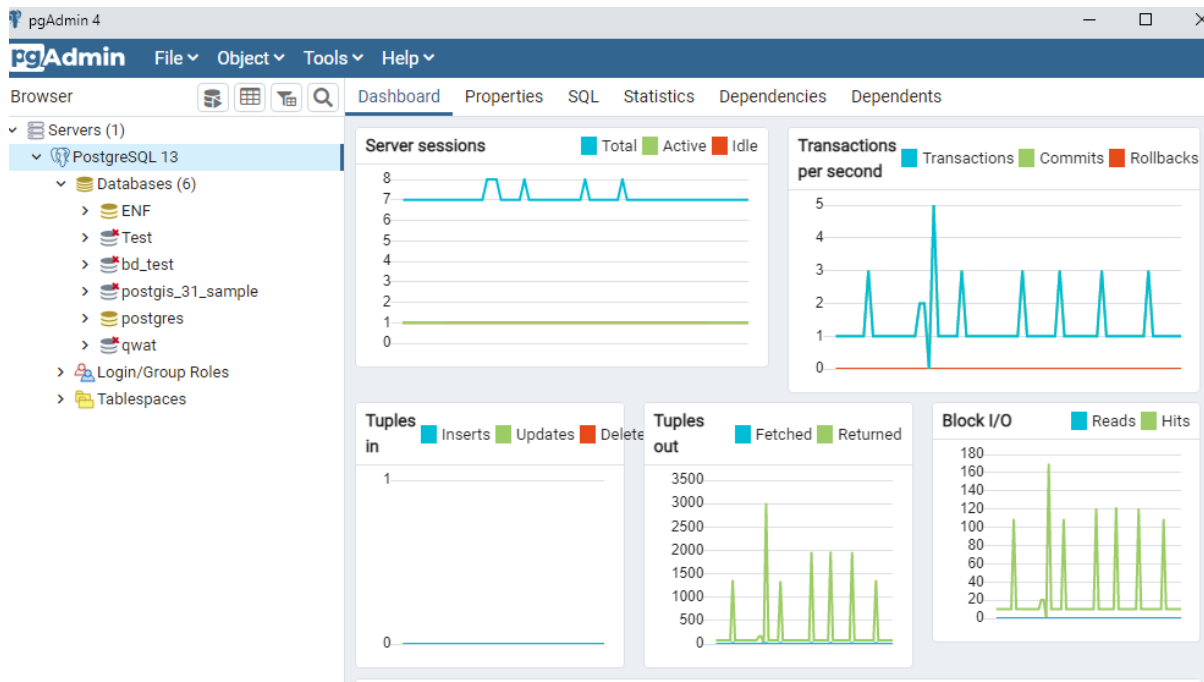 pgAdmin 4
pgAdmin File Object Tools Help
Browser
Dashboard Properties SQL Statistics Dependencies Dependents
Servers (1)
PostgreSQL 13
Databases (6)
ENF
Test
bd_test
postgis_31_sample
postgres
qwat
Login/Group Roles
Tablespaces
Server sessions Total Active Idle
8
7
6
5
4
3
2
1
0
Transactions per second Transactions Commits Rollbacks
5
4
3
2
1
0
Tuples in Inserts Updates Delete
1
0
Tuples out Fetched Returned
3500
3000
2500
2000
1500
1000
500
0
Block I/O Reads Hits
180
160
140
120
100
80
60
40
20
0